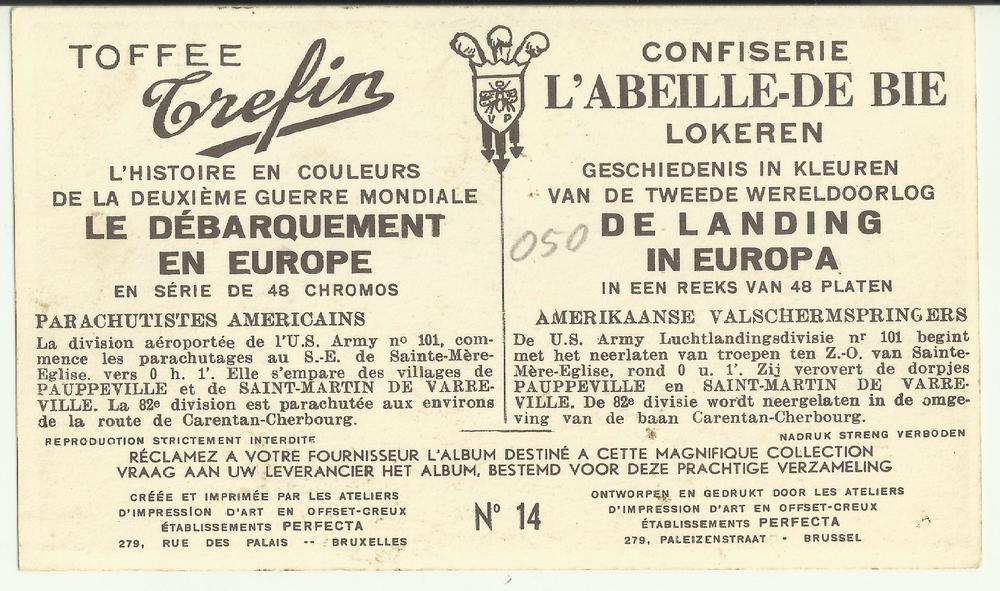 TOFFEE
Trefin
L'HISTOIRE EN COULEURS
DE LA DEUXIÈME GUERRE MONDIALE
LE DÉBARQUEMENT
EN EUROPE
EN SÉRIE DE 48 CHROMOS
PARACHUTISTES AMERICAINS
La division aéroportée de l'U.S. Army nº 101, com-
mence les parachutages au S.-E. de Sainte-Mère-
Eglise, vers 0 h. 1'. Elle s'empare des villages de
PAUPPEVILLE et de SAINT-MARTIN DE VARRE-
VILLE. La 82e division est parachutée aux environs
de la route de Carentan-Cherbourg.
REPRODUCTION STRICTEMENT INTERDITE
V D P
CONFISERIE
L'ABEILLE-DE BIE
LOKEREN
GESCHIEDENIS IN KLEUREN
VAN DE TWEEDE WERELDOORLOG
050
DE LANDING
IN EUROPA
IN EEN REEKS VAN 48 PLATEN
AMERIKAANSE VALSCHERMSPRINGERS
De U.S. Army Luchtlandingsdivisie nr 101 begint
met het neerlaten van troepen ten Z.-O. van Sainte-
Mère-Eglise, rond 0 u. 1'. Zij verovert de dorpjes
PAUPPEVILLE en SAINT-MARTIN DE VARRE-
VILLE. De 82e divisie wordt neergelaten in de omge-
ving van de baan Carentan-Cherbourg.
NADRUK STRENG VERBODEN
RÉCLAMEZ A VOTRE FOURNISSEUR L'ALBUM DESTINÉ A CETTE MAGNIFIQUE COLLECTION
VRAAG AAN UW LEVERANCIER HET ALBUM, BESTEMD VOOR DEZE PRACHTIGE VERZAMELING
CRÉÉE ET IMPRIMÉE PAR LES ATELIERS
D'IMPRESSION D'ART EN OFFSET-CREUX
ÉTABLISSEMENTS PERFECTA
279, RUE DES PALAIS -- BRUXELLES
Nº 14
ONTWORPEN EN GEDRUKT DOOR LES ATELIERS
D'IMPRESSION D'ART EN OFFSET-CREUX
ÉTABLISSEMENTS PERFECTA
279, PALEIZENSTRAAT - BRUSSEL